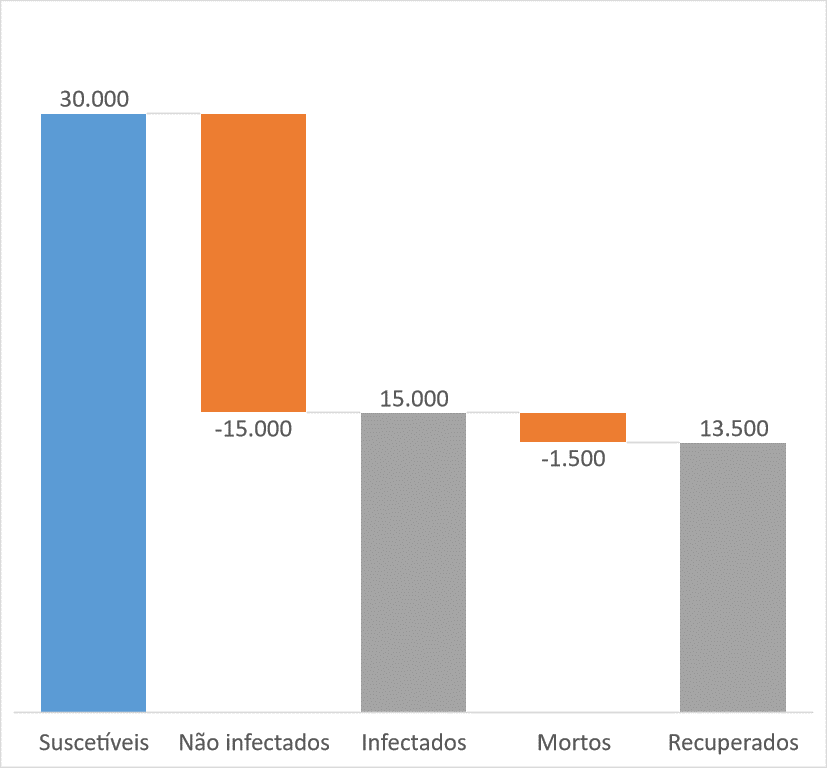 30.000
-15.000
15.000
-1.500
13.500
Suscetíveis
Não infectados
Infectados
Mortos
Recuperados